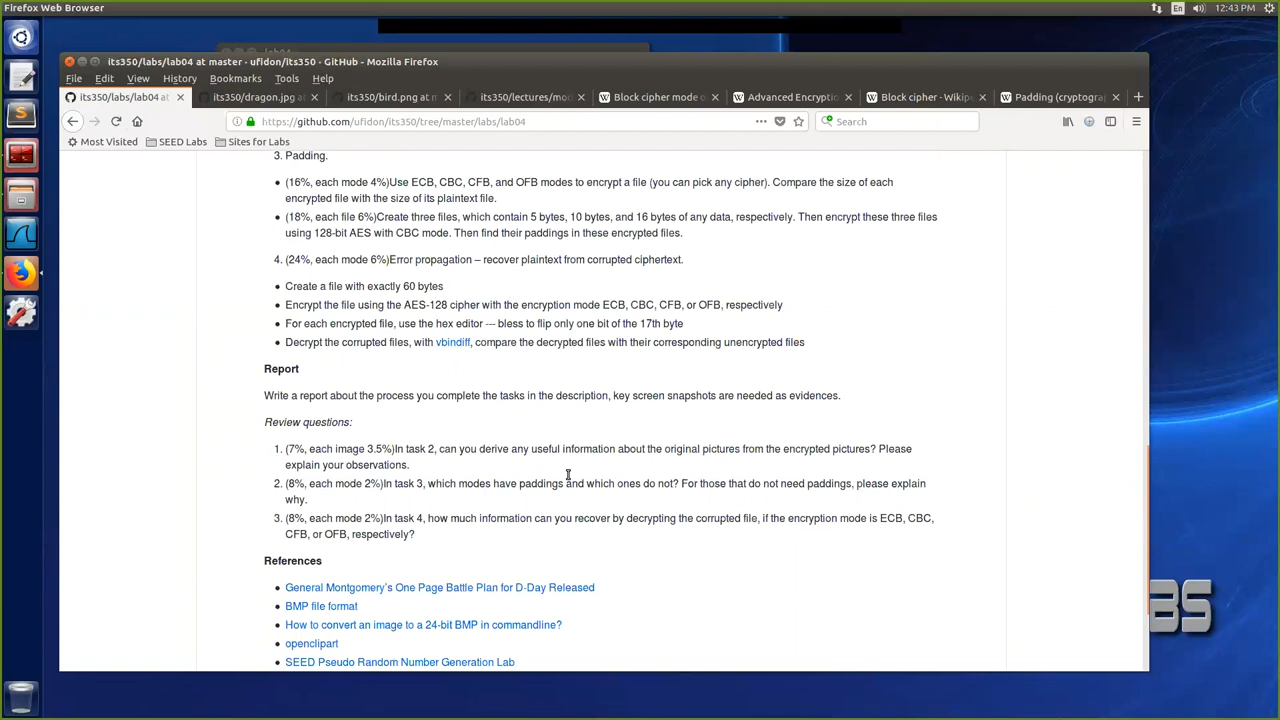 Firefox Web Browser
En
12:43 PM
its350/labs/lab04 at master · ufidon/its350 · GitHub - Mozilla Firefox
File Edit View History Bookmarks Tools Help
its350/labs/lab04 at
its350/dragon.jpg at
its350/bird.png at m
its350/lectures/mod
Block cipher mode o
Advanced Encryptio
Block cipher - Wikipe
Padding (cryptograp
https://github.com/ufidon/its350/tree/master/labs/lab04
Search
Most Visited SEED Labs Sites for Labs
3. Padding.
• (16%, each mode 4%)Use ECB, CBC, CFB, and OFB modes to encrypt a file (you can pick any cipher). Compare the size of each
encrypted file with the size of its plaintext file.
• (18%, each file 6%)Create three files, which contain 5 bytes, 10 bytes, and 16 bytes of any data, respectively. Then encrypt these three files
using 128-bit AES with CBC mode. Then find their paddings in these encrypted files.
4. (24%, each mode 6%)Error propagation – recover plaintext from corrupted ciphertext.
• Create a file with exactly 60 bytes
• Encrypt the file using the AES-128 cipher with the encryption mode ECB, CBC, CFB, or OFB, respectively
• For each encrypted file, use the hex editor --- bless to flip only one bit of the 17th byte
• Decrypt the corrupted files, with vbindiff, compare the decrypted files with their corresponding unencrypted files
Report
Write a report about the process you complete the tasks in the description, key screen snapshots are needed as evidences.
Review questions:
1. (7%, each image 3.5%)In task 2, can you derive any useful information about the original pictures from the encrypted pictures? Please
explain your observations.
2. (8%, each mode 2%)In task 3, which modes have paddings and which ones do not? For those that do not need paddings, please explain
why.
3. (8%, each mode 2%)In task 4, how much information can you recover by decrypting the corrupted file, if the encryption mode is ECB, CBC,
CFB, or OFB, respectively?
References
• General Montgomery's One Page Battle Plan for D-Day Released
• BMP file format
• How to convert an image to a 24-bit BMP in commandline?
• openclipart
• SEED Pseudo Random Number Generation Lab
BS